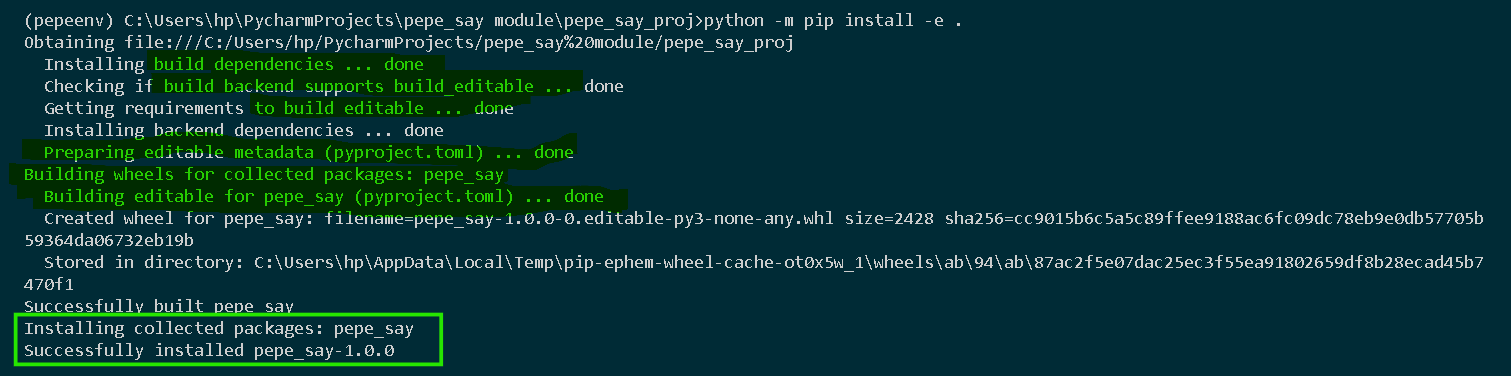 (pepeenv) C:\Users\hp\PycharmProjects\pepe_say module\pepe_say_proj>python -m pip install -e .
Obtaining file:///C:/Users/hp/PycharmProjects/pepe_say%20module/pepe_say_proj
Installing build dependencies ... done
Checking if build backend supports build_editable ... done
Getting requirements to build editable ... done
Installing backend dependencies ... done
Preparing editable metadata (pyproject.toml) ... done
Building wheels for collected packages: pepe_say
Building editable for pepe_say (pyproject.toml) ... done
Created wheel for pepe_say: filename=pepe_say-1.0.0-0.editable-py3-none-any.whl size=2428 sha256=cc9015b6c5a5c89ffee9188ac6fc09dc78eb9e0db57705b
59364da06732eb19b
Stored in directory: C:\Users\hp\AppData\Local\Temp\pip-ephem-wheel-cache-ot0x5w_1\wheels\ab\94\ab\87ac2f5e07dac25ec3f55ea91802659df8b28ecad45b7
470f1
Successfully built pepe_say
Installing collected packages: pepe_say
Successfully installed pepe_say-1.0.0